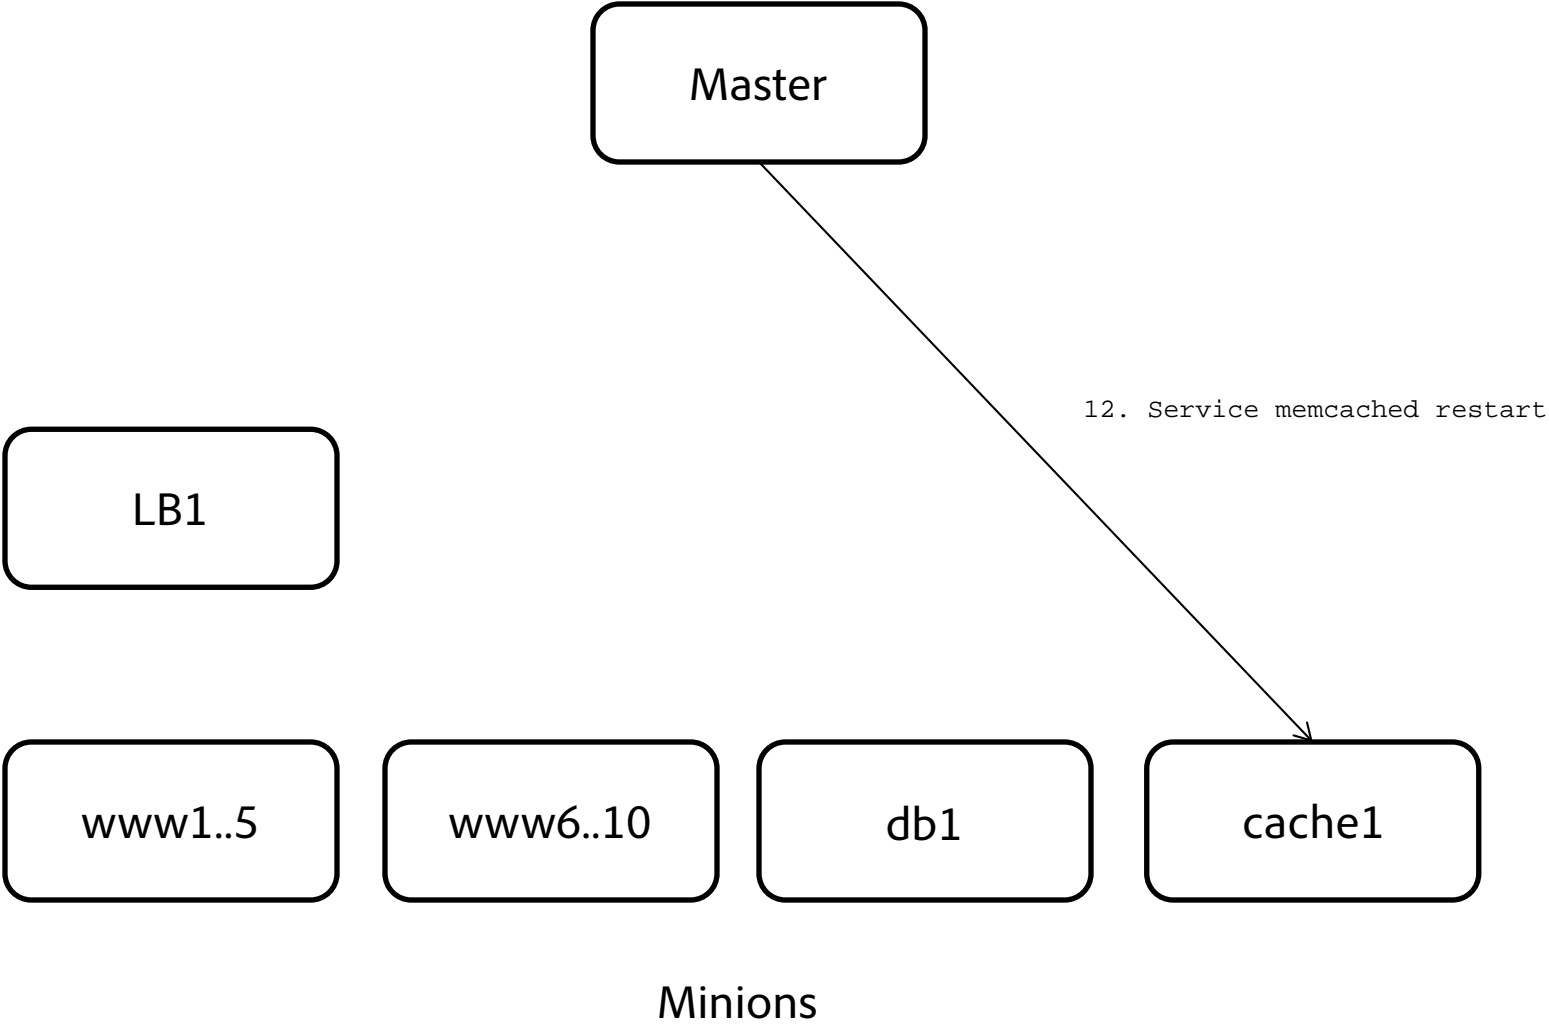 Master
12. Service memcached restart
LB1
www1..5
www6..10
db1
cache1
Minions